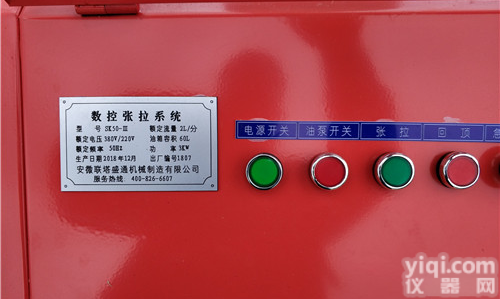 数控张拉系统
型 号 SK50-Ⅲ 额定流量 2L/分
额定电压 380V/220V 油箱容积 60L
额定频率 50Hz 功 率 3KW
生产日期 2018年12月 出厂编号 1807
安徽联塔盛通机械制造有限公司
服务热线 400-826-6607
电源开关 油泵开关 张 拉 回 顶 急
yiqi.com
仪器网